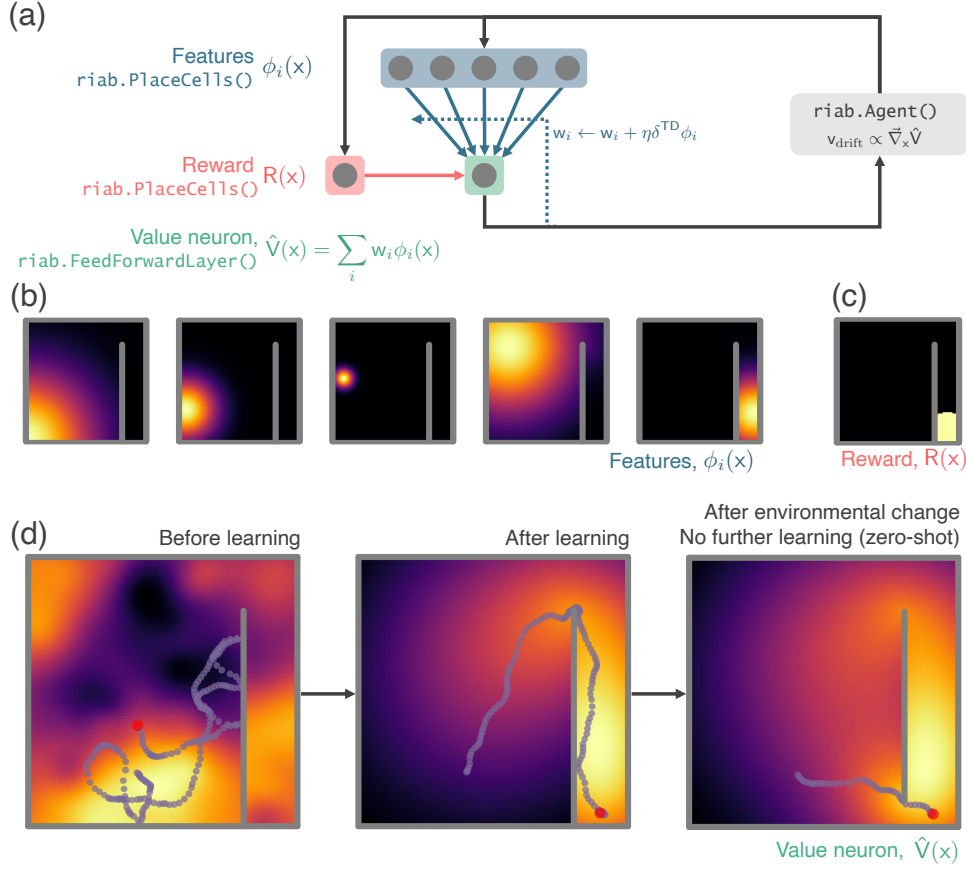 (a)
Features ϕᵢ(x)
riab.PlaceCells()
wᵢ ← wᵢ + ηδᵀᴰϕᵢ
riab.Agent()
v_drift ∝ ∇⃗ₓV̂
Reward R(x)
riab.PlaceCells()
Value neuron, V̂(x) = ∑ᵢ wᵢϕᵢ(x)
riab.FeedForwardLayer()
(b)
(c)
Features, ϕᵢ(x)
Reward, R(x)
(d)
Before learning
After learning
After environmental change
No further learning (zero-shot)
Value neuron, V̂(x)